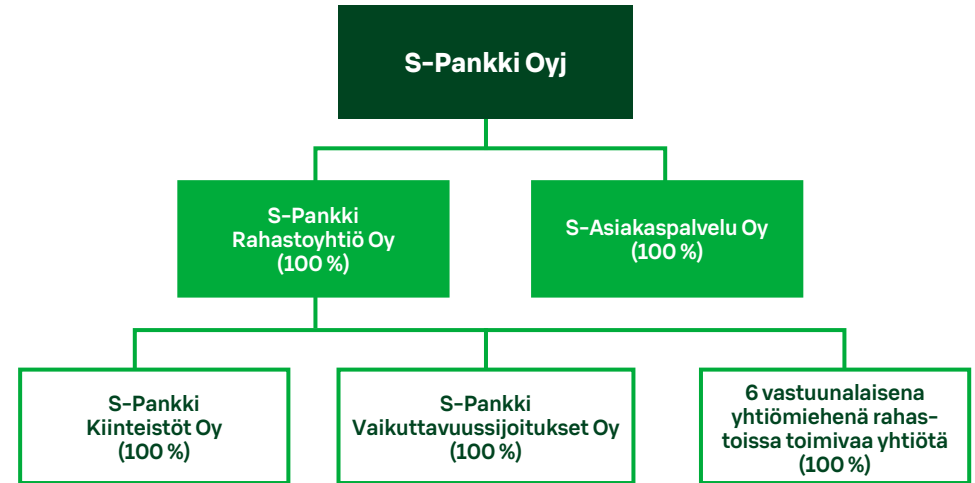 S-Pankki Oyj
S-Pankki
Rahastoyhtiö Oy
(100 %)
S-Asiakaspalvelu Oy
(100 %)
S-Pankki
Kiinteistöt Oy
(100 %)
S-Pankki
Vaikuttavuussijoitukset Oy
(100 %)
6 vastuunalaisena
yhtiömiehenä rahas-
toissa toimivaa yhtiötä
(100 %)